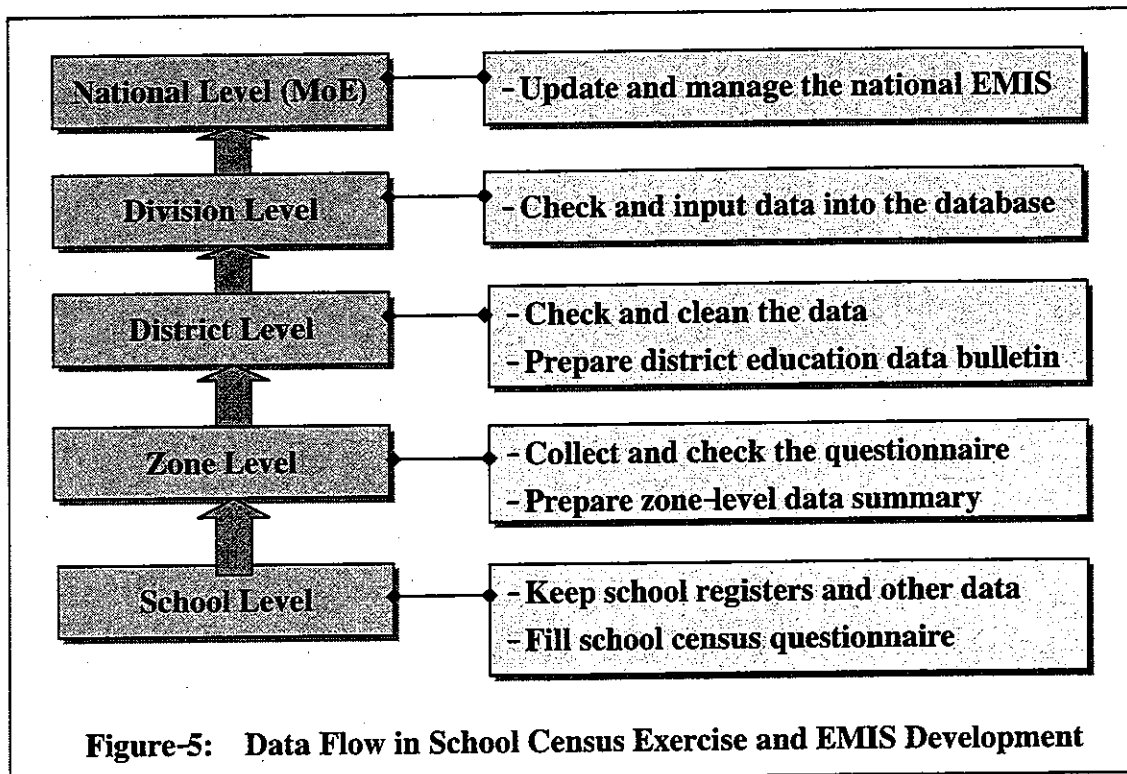 National Level (MoE)
- Update and manage the national EMIS
Division Level
- Check and input data into the database
District Level
- Check and clean the data
- Prepare district education data bulletin
Zone Level
- Collect and check the questionnaire
- Prepare zone-level data summary
School Level
- Keep school registers and other data
- Fill school census questionnaire
Figure-5: Data Flow in School Census Exercise and EMIS Development